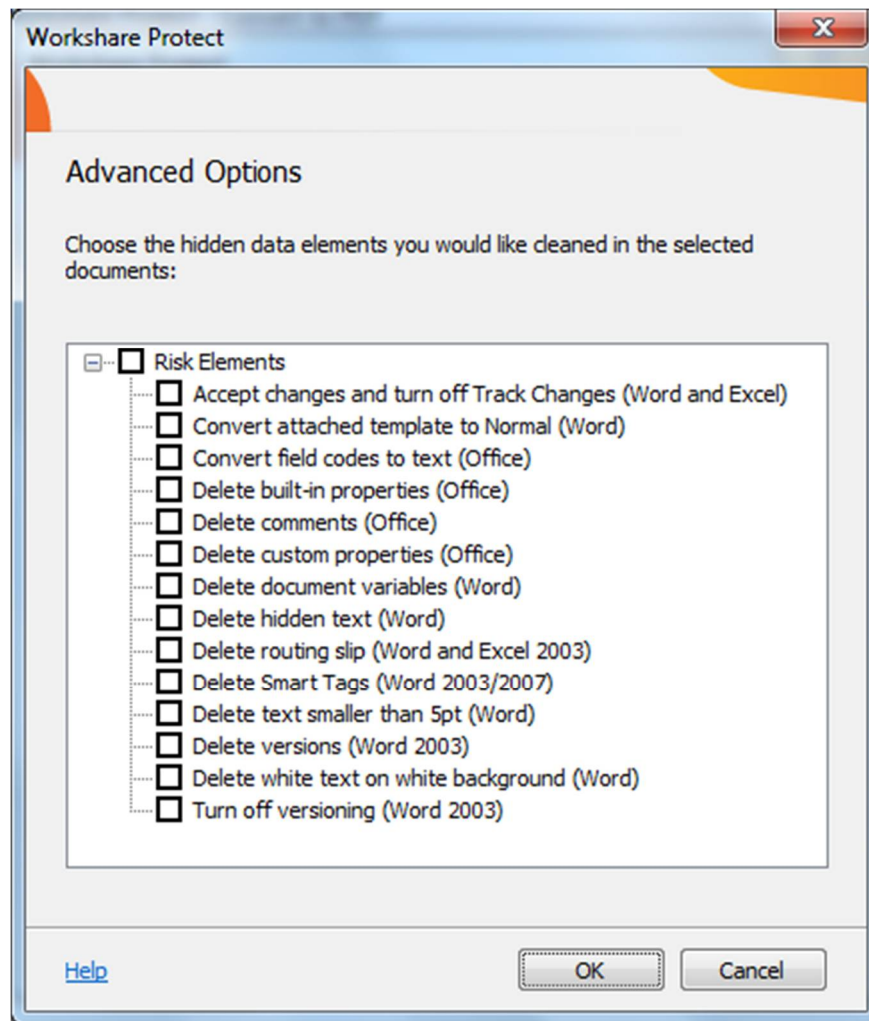 Workshare Protect
Advanced Options
Choose the hidden data elements you would like cleaned in the selected
documents:
Risk Elements
Accept changes and turn off Track Changes (Word and Excel)
Convert attached template to Normal (Word)
Convert field codes to text (Office)
Delete built-in properties (Office)
Delete comments (Office)
Delete custom properties (Office)
Delete document variables (Word)
Delete hidden text (Word)
Delete routing slip (Word and Excel 2003)
Delete Smart Tags (Word 2003/2007)
Delete text smaller than 5pt (Word)
Delete versions (Word 2003)
Delete white text on white background (Word)
Turn off versioning (Word 2003)
Help
OK
Cancel